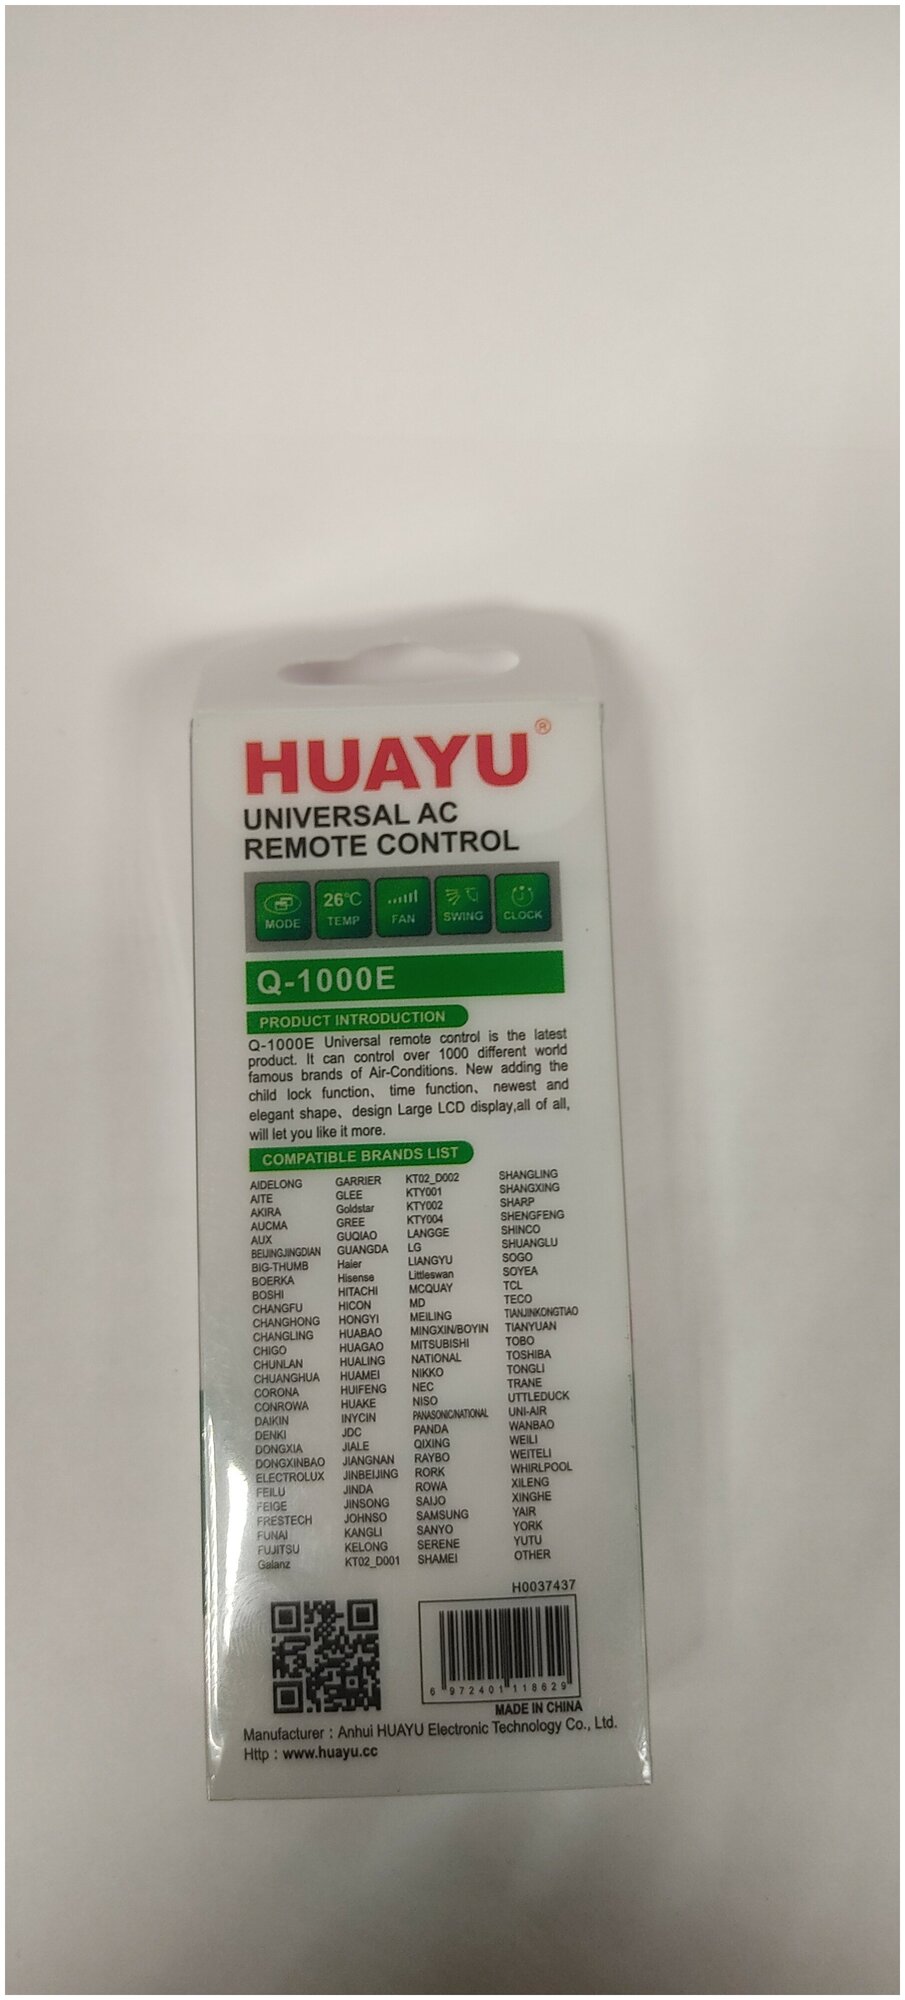 HUAYU®
UNIVERSAL AC
REMOTE CONTROL
MODE
26°C
TEMP
FAN
SWING
CLOCK
Q-1000E
PRODUCT INTRODUCTION
Q-1000E Universal remote control is the latest
product. It can control over 1000 different world
famous brands of Air-Conditions. New adding the
child lock function、 time function、 newest and
elegant shape、 design Large LCD display,all of all,
will let you like it more.
COMPATIBLE BRANDS LIST
AIDELONG
AITE
AKIRA
AUCMA
AUX
BEIJINGJINGDIAN
BIG-THUMB
BOERKA
BOSHI
CHANGFU
CHANGHONG
CHANGLING
CHIGO
CHUNLAN
CHUANGHUA
CORONA
CONROWA
DAIKIN
DENKI
DONGXIA
DONGXINBAO
ELECTROLUX
FEILU
FEIGE
FRESTECH
FUNAI
FUJITSU
Galanz
GARRIER
GLEE
Goldstar
GREE
GUQIAO
GUANGDA
Haier
Hisense
HITACHI
HICON
HONGYI
HUABAO
HUAGAO
HUALING
HUAMEI
HUIFENG
HUAKE
INYCIN
JDC
JIALE
JIANGNAN
JINBEIJING
JINDA
JINSONG
JOHNSO
KANGLI
KELONG
KT02_D001
KT02_D002
KTY001
KTY002
KTY004
LANGGE
LG
LIANGYU
Littleswan
MCQUAY
MD
MEILING
MINGXIN/BOYIN
MITSUBISHI
NATIONAL
NIKKO
NEC
NISO
PANASONIC/NATIONAL
PANDA
QIXING
RAYBO
RORK
ROWA
SAIJO
SAMSUNG
SANYO
SERENE
SHAMEI
SHANGLING
SHANGXING
SHARP
SHENGFENG
SHINCO
SHUANGLU
SOGO
SOYEA
TCL
TECO
TIANJINKONGTIAO
TIANYUAN
TOBO
TOSHIBA
TONGLI
TRANE
UTTLEDUCK
UNI-AIR
WANBAO
WEILI
WEITELI
WHIRLPOOL
XILENG
XINGHE
YAIR
YORK
YUTU
OTHER
H0037437
6 972401 118629
MADE IN CHINA
Manufacturer : Anhui HUAYU Electronic Technology Co., Ltd.
Http : www.huayu.cc